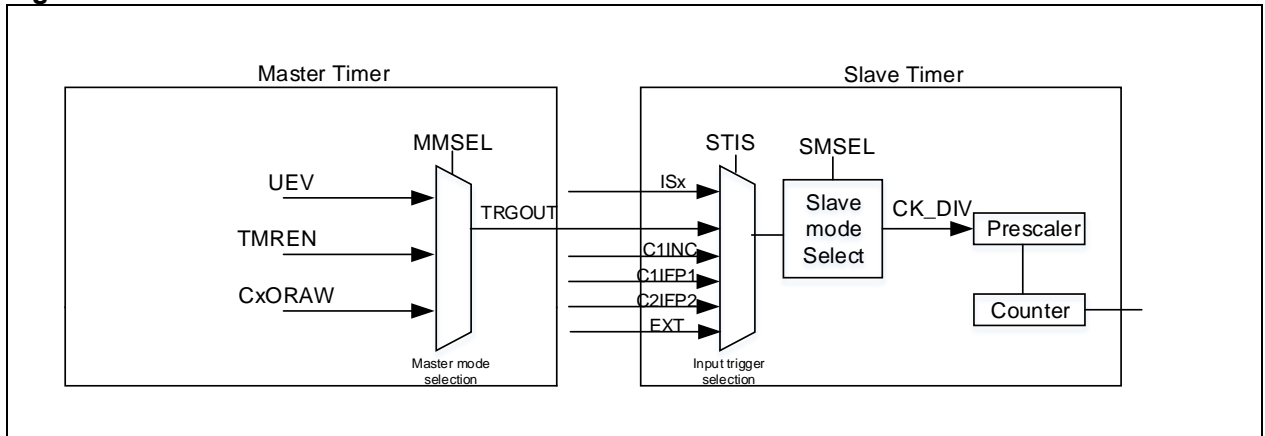 Master Timer
Slave Timer
MMSEL
STIS
SMSEL
UEV
TMREN
CxORAW
TRGOUT
ISx
C1INC
C1IFP1
C2IFP2
EXT
Slave
mode
Select
CK_DIV
Prescaler
Counter
Master mode
selection
Input trigger
selection